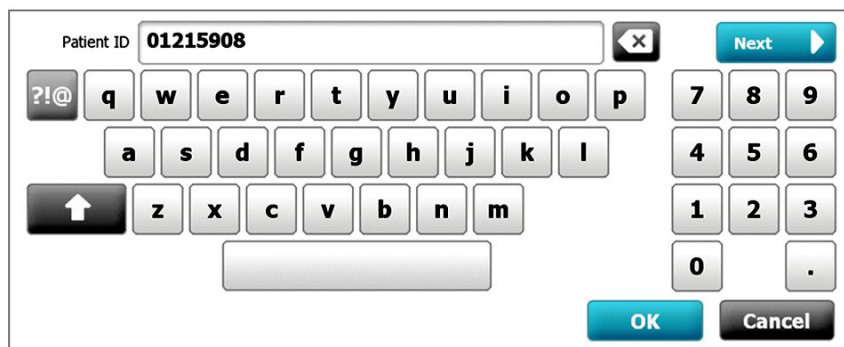 Patient ID 01215908 Next
?!@ q w e r t y u i o p 7 8 9
a s d f g h j k l 4 5 6
z x c v b n m 1 2 3
0 .
OK Cancel